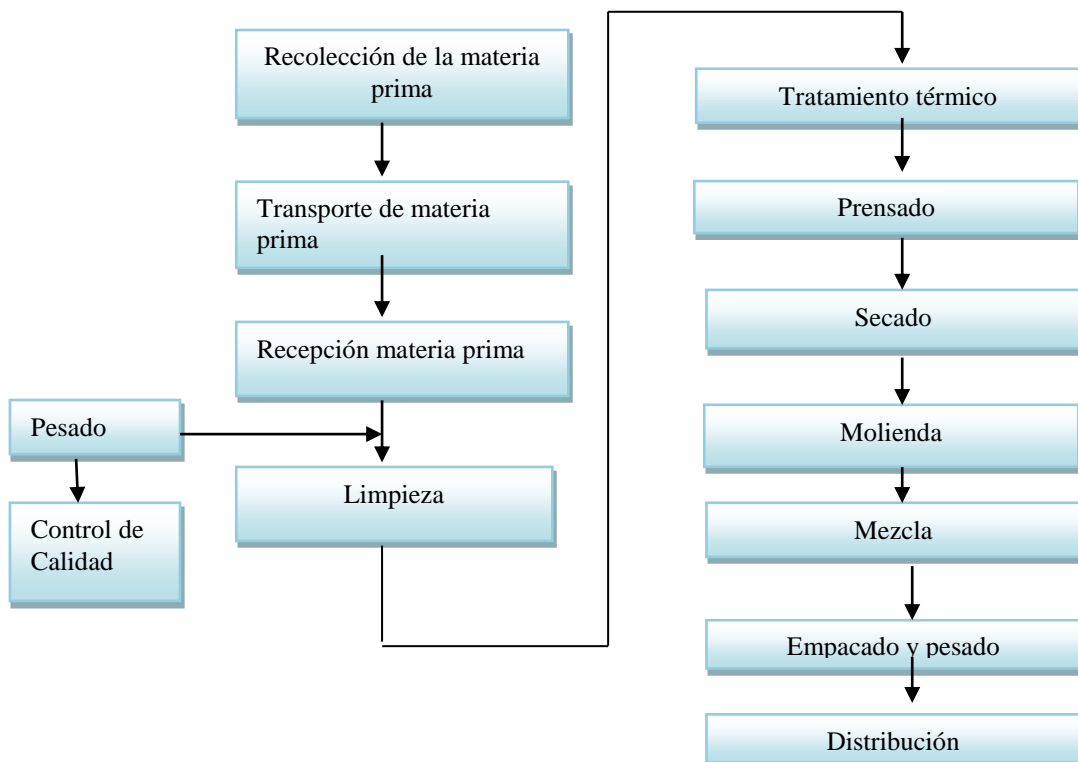 Recolección de la materia
prima
Transporte de materia
prima
Recepción materia prima
Pesado
Control de
Calidad
Limpieza
Tratamiento térmico
Prensado
Secado
Molienda
Mezcla
Empacado y pesado
Distribución